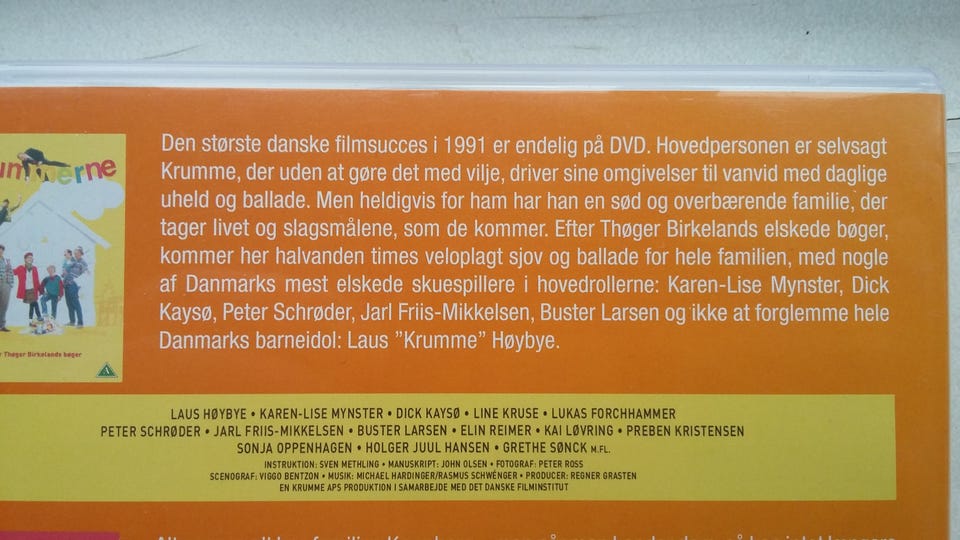 Den største danske filmsucces i 1991 er endelig på DVD. Hovedpersonen er selvsagt
Krumme, der uden at gøre det med vilje, driver sine omgivelser til vanvid med daglige
uheld og ballade. Men heldigvis for ham har han en sød og overbærende familie, der
tager livet og slagsmålene, som de kommer. Efter Thøger Birkelands elskede bøger,
kommer her halvanden times veloplagt sjov og ballade for hele familien, med nogle
af Danmarks mest elskede skuespillere i hovedrollerne: Karen-Lise Mynster, Dick
Kaysø, Peter Schrøder, Jarl Friis-Mikkelsen, Buster Larsen og ikke at forglemme hele
Danmarks barneidol: Laus ”Krumme” Høybye.
r Thøger Birkelands bøger
A
LAUS HØYBYE • KAREN-LISE MYNSTER • DICK KAYSØ • LINE KRUSE • LUKAS FORCHHAMMER
PETER SCHRØDER • JARL FRIIS-MIKKELSEN • BUSTER LARSEN • ELIN REIMER • KAI LØVRING • PREBEN KRISTENSEN
SONJA OPPENHAGEN • HOLGER JUUL HANSEN • GRETHE SØNCK M.FL.
INSTRUKTION: SVEN METHLING • MANUSKRIPT: JOHN OLSEN • FOTOGRAF: PETER ROSS
SCENOGRAF: VIGGO BENTZON • MUSIK: MICHAEL HARDINGER/RASMUS SCHWENGER • PRODUCER: REGNER GRASTEN
EN KRUMME APS PRODUKTION I SAMARBEJDE MED DET DANSKE FILMINSTITUT